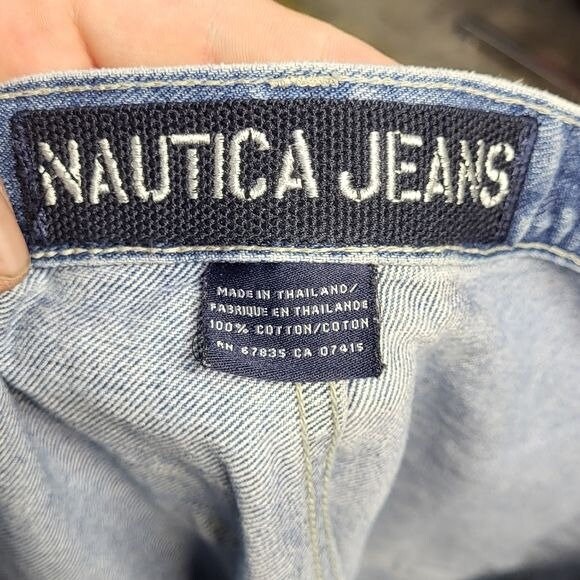 NAUTICA JEANS
MADE IN THAILAND/
FABRIQUE EN THAILANDE
100% COTTON/COTON
RN 67835 CA 07415